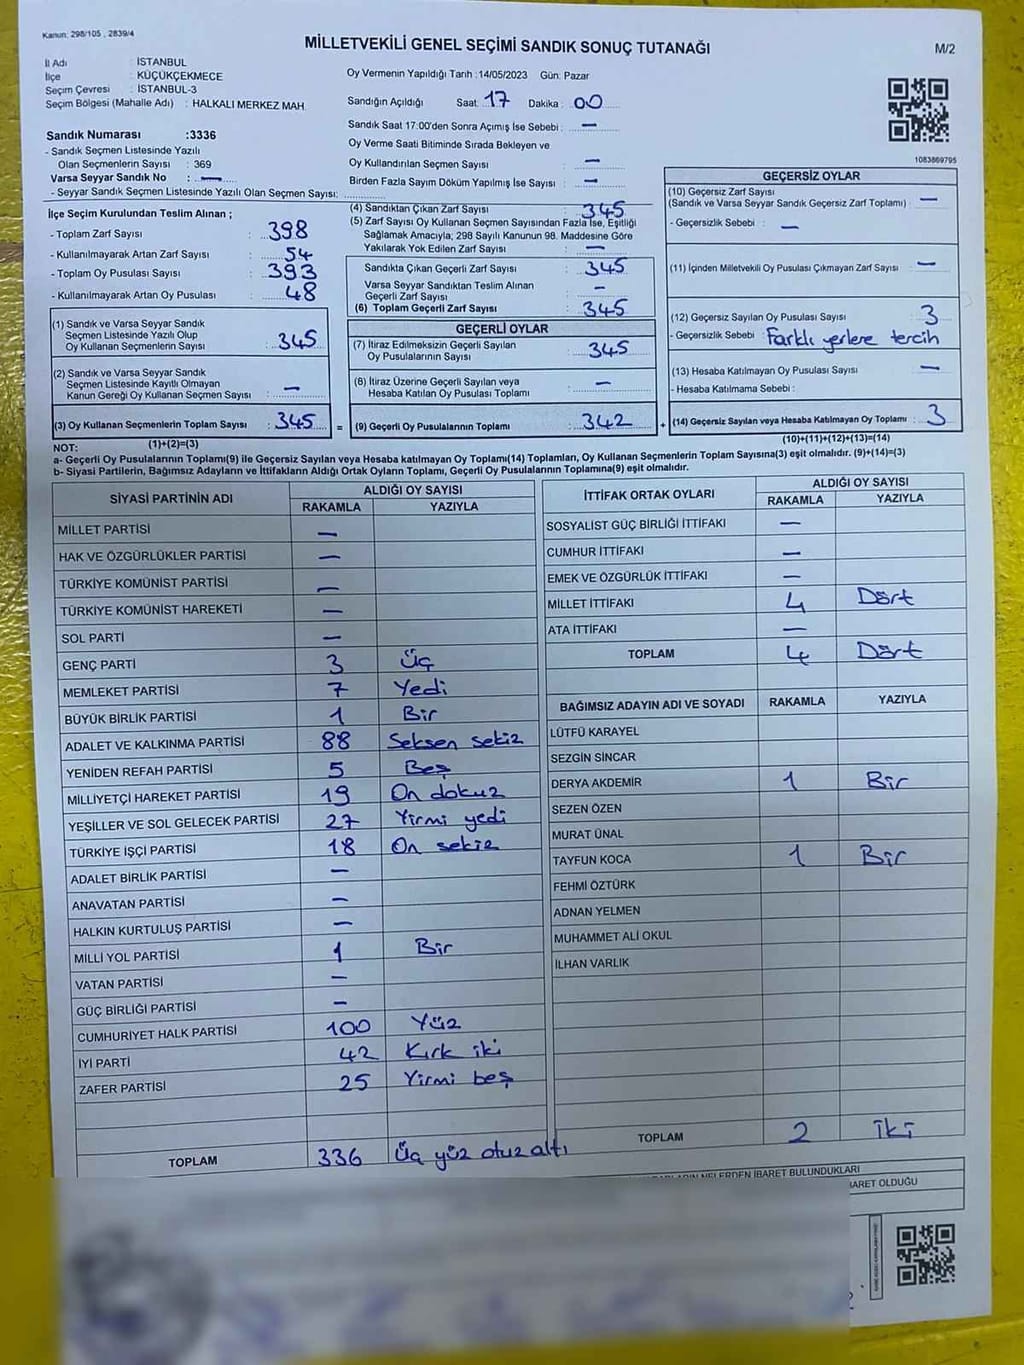 Kanun: 298/105 , 2839/4
MİLLETVEKİLİ GENEL SEÇİMİ SANDIK SONUÇ TUTANAĞI
M/2
İl Adı : İSTANBUL
İlçe : KÜÇÜKÇEKMECE
Seçim Çevresi : İSTANBUL-3
Seçim Bölgesi (Mahalle Adı) : HALKALI MERKEZ MAH.
Sandık Numarası :3336
- Sandık Seçmen Listesinde Yazılı
Olan Seçmenlerin Sayısı : 369
Varsa Seyyar Sandık No : —
- Seyyar Sandık Seçmen Listesinde Yazılı Olan Seçmen Sayısı:
Oy Vermenin Yapıldığı Tarih :14/05/2023 Gün: Pazar
Sandığın Açıldığı Saat: 17 Dakika : 00
Sandık Saat 17:00'den Sonra Açımış İse Sebebi : —
Oy Verme Saati Bitiminde Sırada Bekleyen ve
Oy Kullandırılan Seçmen Sayısı : —
Birden Fazla Sayım Döküm Yapılmış İse Sayısı : —
1083869795
İlçe Seçim Kurulundan Teslim Alınan ;
- Toplam Zarf Sayısı : 398
- Kullanılmayarak Artan Zarf Sayısı : 54
- Toplam Oy Pusulası Sayısı : 393
- Kullanılmayarak Artan Oy Pusulası : 48
(1) Sandık ve Varsa Seyyar Sandık
Seçmen Listesinde Yazılı Olup
Oy Kullanan Seçmenlerin Sayısı : 345
(2) Sandık ve Varsa Seyyar Sandık
Seçmen Listesinde Kayıtlı Olmayan
Kanun Gereği Oy Kullanan Seçmen Sayısı : —
(3) Oy Kullanan Seçmenlerin Toplam Sayısı : 345 =
(4) Sandıktan Çıkan Zarf Sayısı : 345
(5) Zarf Sayısı Oy Kullanan Seçmen Sayısından Fazla İse, Eşitliği
Sağlamak Amacıyla; 298 Sayılı Kanunun 98. Maddesine Göre
Yakılarak Yok Edilen Zarf Sayısı : —
Sandıkta Çıkan Geçerli Zarf Sayısı : 345
Varsa Seyyar Sandıktan Teslim Alınan
Geçerli Zarf Sayısı : —
(6) Toplam Geçerli Zarf Sayısı : 345
GEÇERLİ OYLAR
(7) İtiraz Edilmeksizin Geçerli Sayılan
Oy Pusulalarının Sayısı : 345
(8) İtiraz Üzerine Geçerli Sayılan veya
Hesaba Katılan Oy Pusulası Toplamı : —
(9) Geçerli Oy Pusulalarının Toplamı : 342 +
GEÇERSİZ OYLAR
(10) Geçersiz Zarf Sayısı
(Sandık ve Varsa Seyyar Sandık Geçersiz Zarf Toplamı) : —
- Geçersizlik Sebebi : —
(11) İçinden Milletvekili Oy Pusulası Çıkmayan Zarf Sayısı : —
(12) Geçersiz Sayılan Oy Pusulası Sayısı : 3
- Geçersizlik Sebebi : Farklı yerlere tercih
(13) Hesaba Katılmayan Oy Pusulası Sayısı : —
- Hesaba Katılmama Sebebi :
(14) Geçersiz Sayılan veya Hesaba Katılmayan Oy Toplamı : 3
NOT: (1)+(2)=(3)
(10)+(11)+(12)+(13)=(14)
a- Geçerli Oy Pusulalarının Toplamı(9) ile Geçersiz Sayılan veya Hesaba Katılmayan Oy Toplamı(14) Toplamları, Oy Kullanan Seçmenlerin Toplam Sayısına(3) eşit olmalıdır. (9)+(14)=(3)
b- Siyasi Partilerin, Bağımsız Adayların ve İttifakların Aldığı Ortak Oyların Toplamı, Geçerli Oy Pusulalarının Toplamına(9) eşit olmalıdır.
SİYASİ PARTİNİN ADI
ALDIĞI OY SAYISI
RAKAMLA YAZIYLA
MİLLET PARTİSİ —
HAK VE ÖZGÜRLÜKLER PARTİSİ —
TÜRKİYE KOMÜNİST PARTİSİ —
TÜRKİYE KOMÜNİST HAREKETİ —
SOL PARTİ —
GENÇ PARTİ 3 Üç
MEMLEKET PARTİSİ 7 Yedi
BÜYÜK BİRLİK PARTİSİ 1 Bir
ADALET VE KALKINMA PARTİSİ 88 Seksen sekiz
YENİDEN REFAH PARTİSİ 5 Beş
MİLLİYETÇİ HAREKET PARTİSİ 19 On dokuz
YEŞİLLER VE SOL GELECEK PARTİSİ 27 Yirmi yedi
TÜRKİYE İŞÇİ PARTİSİ 18 On sekiz
ADALET BİRLİK PARTİSİ —
ANAVATAN PARTİSİ —
HALKIN KURTULUŞ PARTİSİ —
MİLLİ YOL PARTİSİ 1 Bir
VATAN PARTİSİ —
GÜÇ BİRLİĞİ PARTİSİ —
CUMHURİYET HALK PARTİSİ 100 Yüz
İYİ PARTİ 42 Kırk iki
ZAFER PARTİSİ 25 Yirmi beş
TOPLAM 336 Üç yüz otuz altı
İTTİFAK ORTAK OYLARI
ALDIĞI OY SAYISI
RAKAMLA YAZIYLA
SOSYALİST GÜÇ BİRLİĞİ İTTİFAKI —
CUMHUR İTTİFAKI —
EMEK VE ÖZGÜRLÜK İTTİFAKI —
MİLLET İTTİFAKI 4 Dört
ATA İTTİFAKI —
TOPLAM 4 Dört
BAĞIMSIZ ADAYIN ADI VE SOYADI RAKAMLA YAZIYLA
LÜTFÜ KARAYEL
SEZGİN SİNCAR
DERYA AKDEMİR 1 Bir
SEZEN ÖZEN
MURAT ÜNAL
TAYFUN KOCA 1 Bir
FEHMİ ÖZTÜRK
ADNAN YELMEN
MUHAMMET ALİ OKUL
İLHAN VARLIK
TOPLAM 2 İki
NELERDEN İBARET BULUNDUKLARI
İBARET OLDUĞU